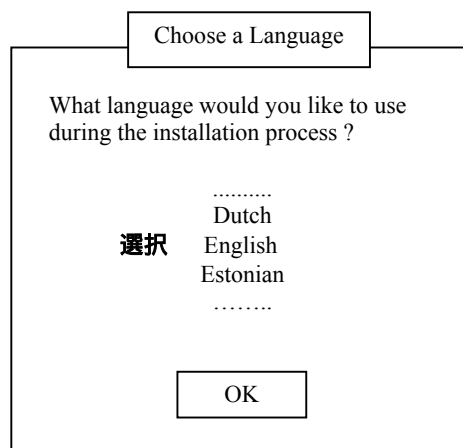 Choose a Language
What language would you like to use
during the installation process ?
..........
Dutch
選択 English
Estonian
……..
OK